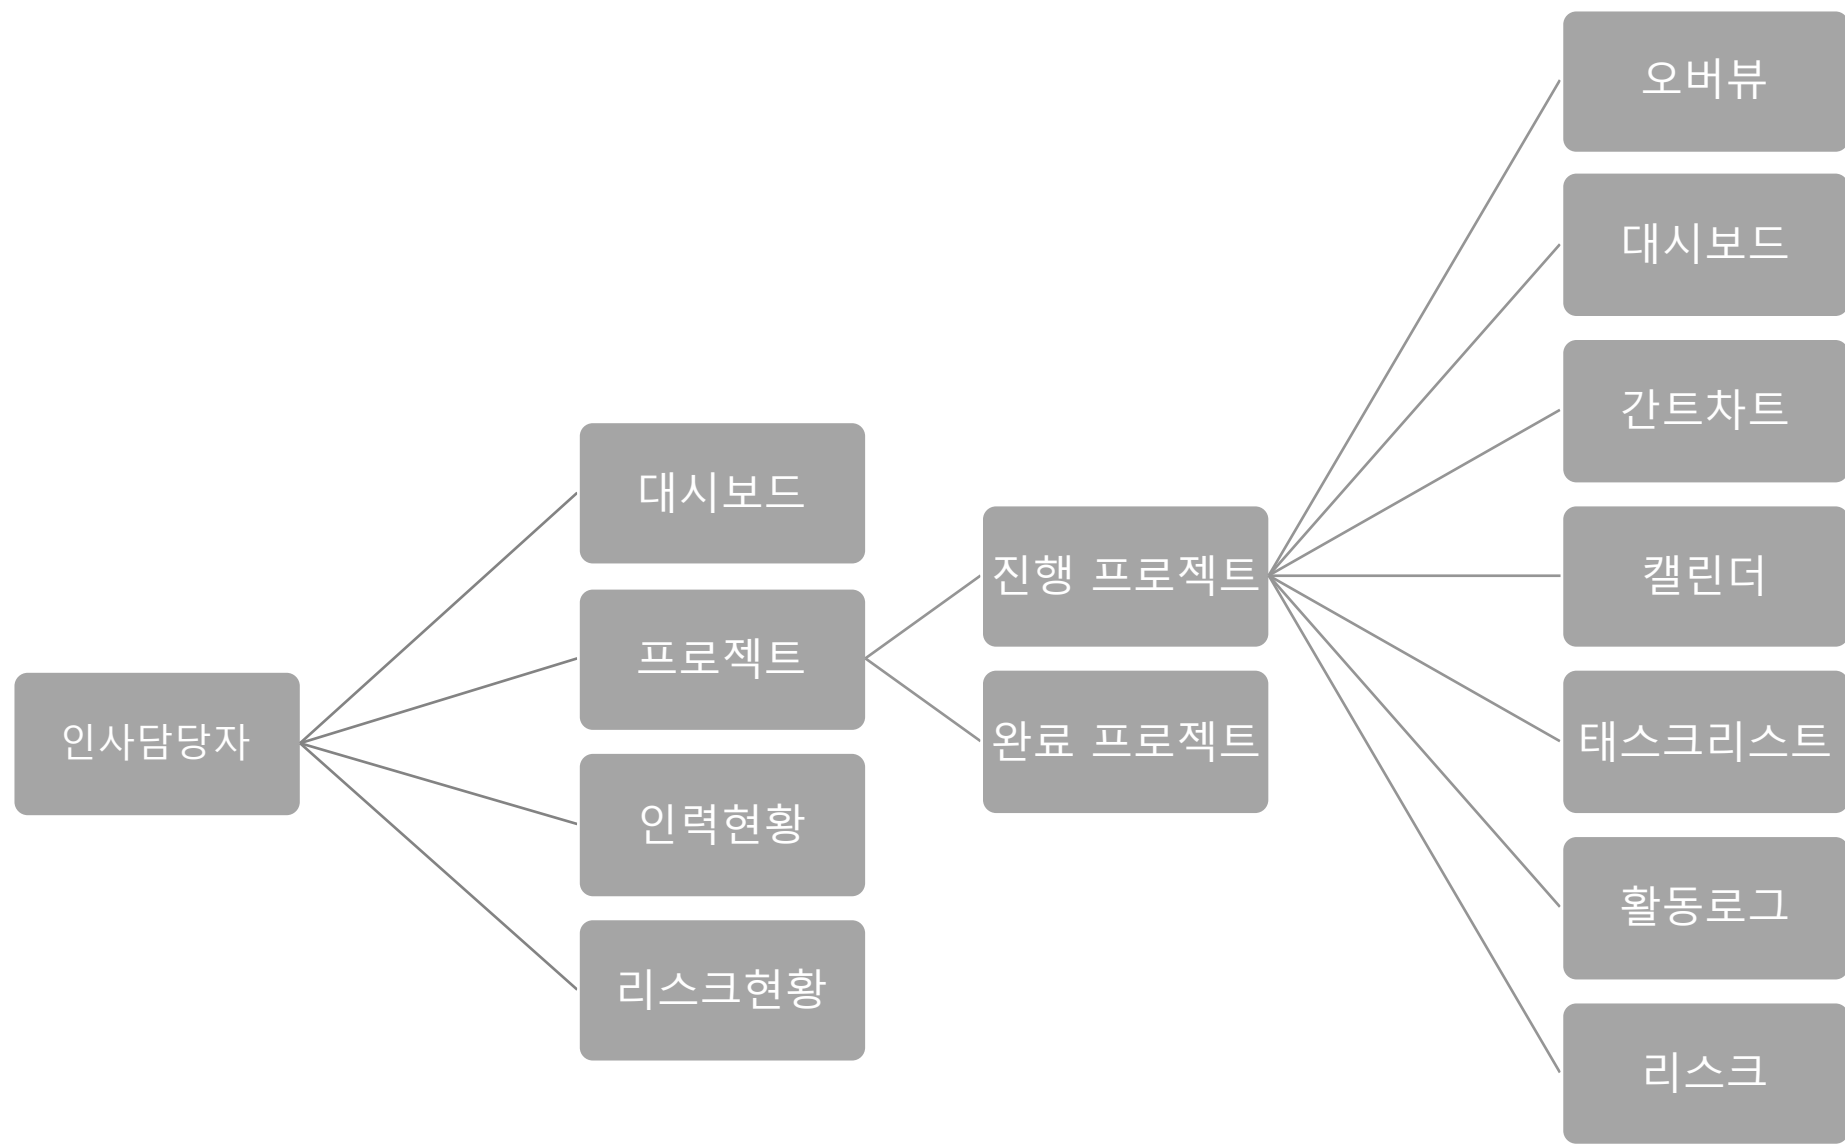 인사담당자
대시보드
프로젝트
인력현황
리스크현황
진행 프로젝트
완료 프로젝트
오버뷰
대시보드
간트차트
캘린더
태스크리스트
활동로그
리스크